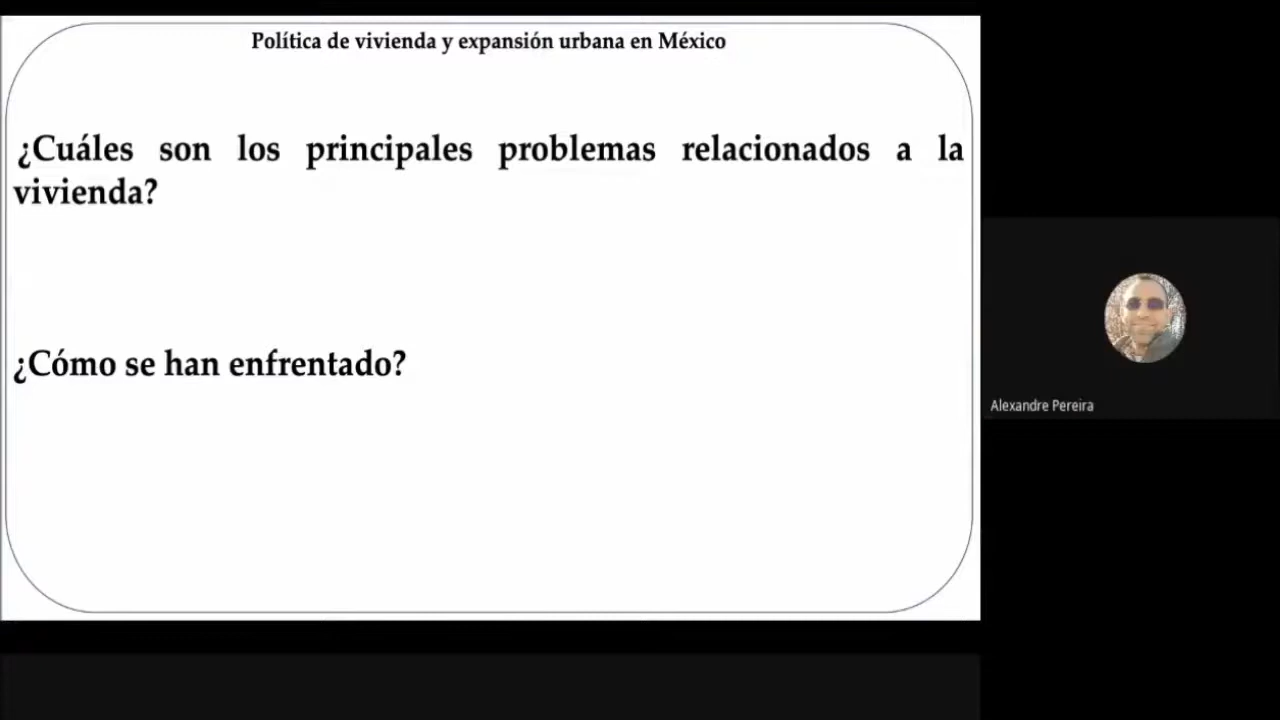 Política de vivienda y expansión urbana en México
¿Cuáles son los principales problemas relacionados a la
vivienda?
¿Cómo se han enfrentado?
Alexandre Pereira